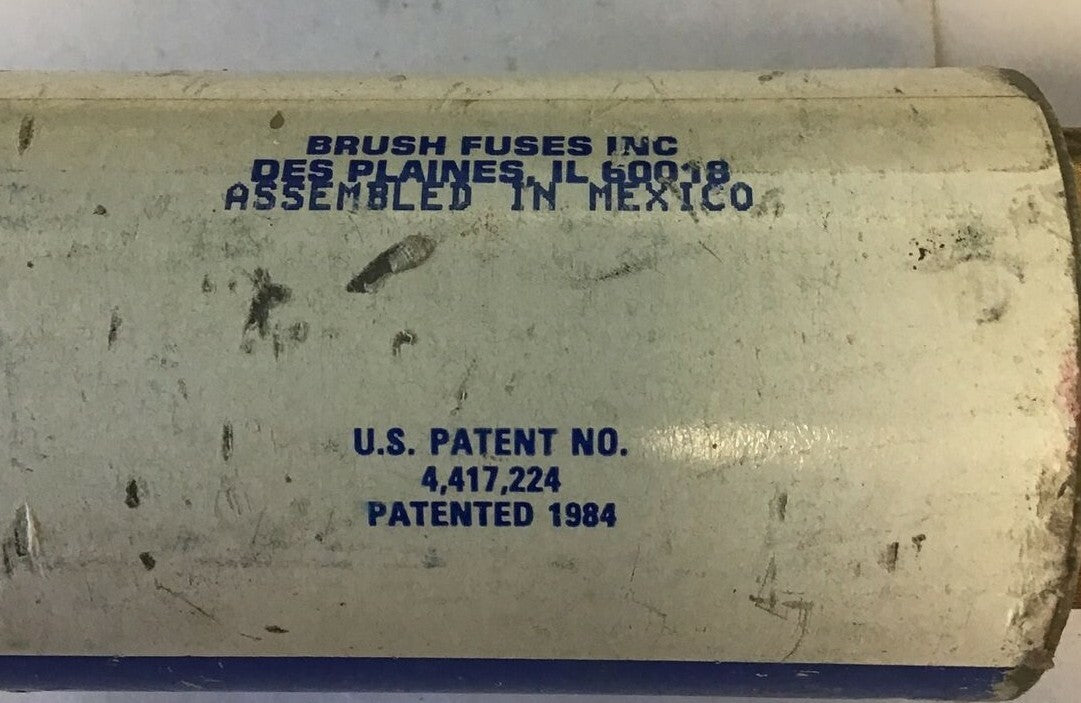 BRUSH FUSES INC
DES PLAINES, IL 60018
ASSEMBLED IN MEXICO
U.S. PATENT NO.
4,417,224
PATENTED 1984